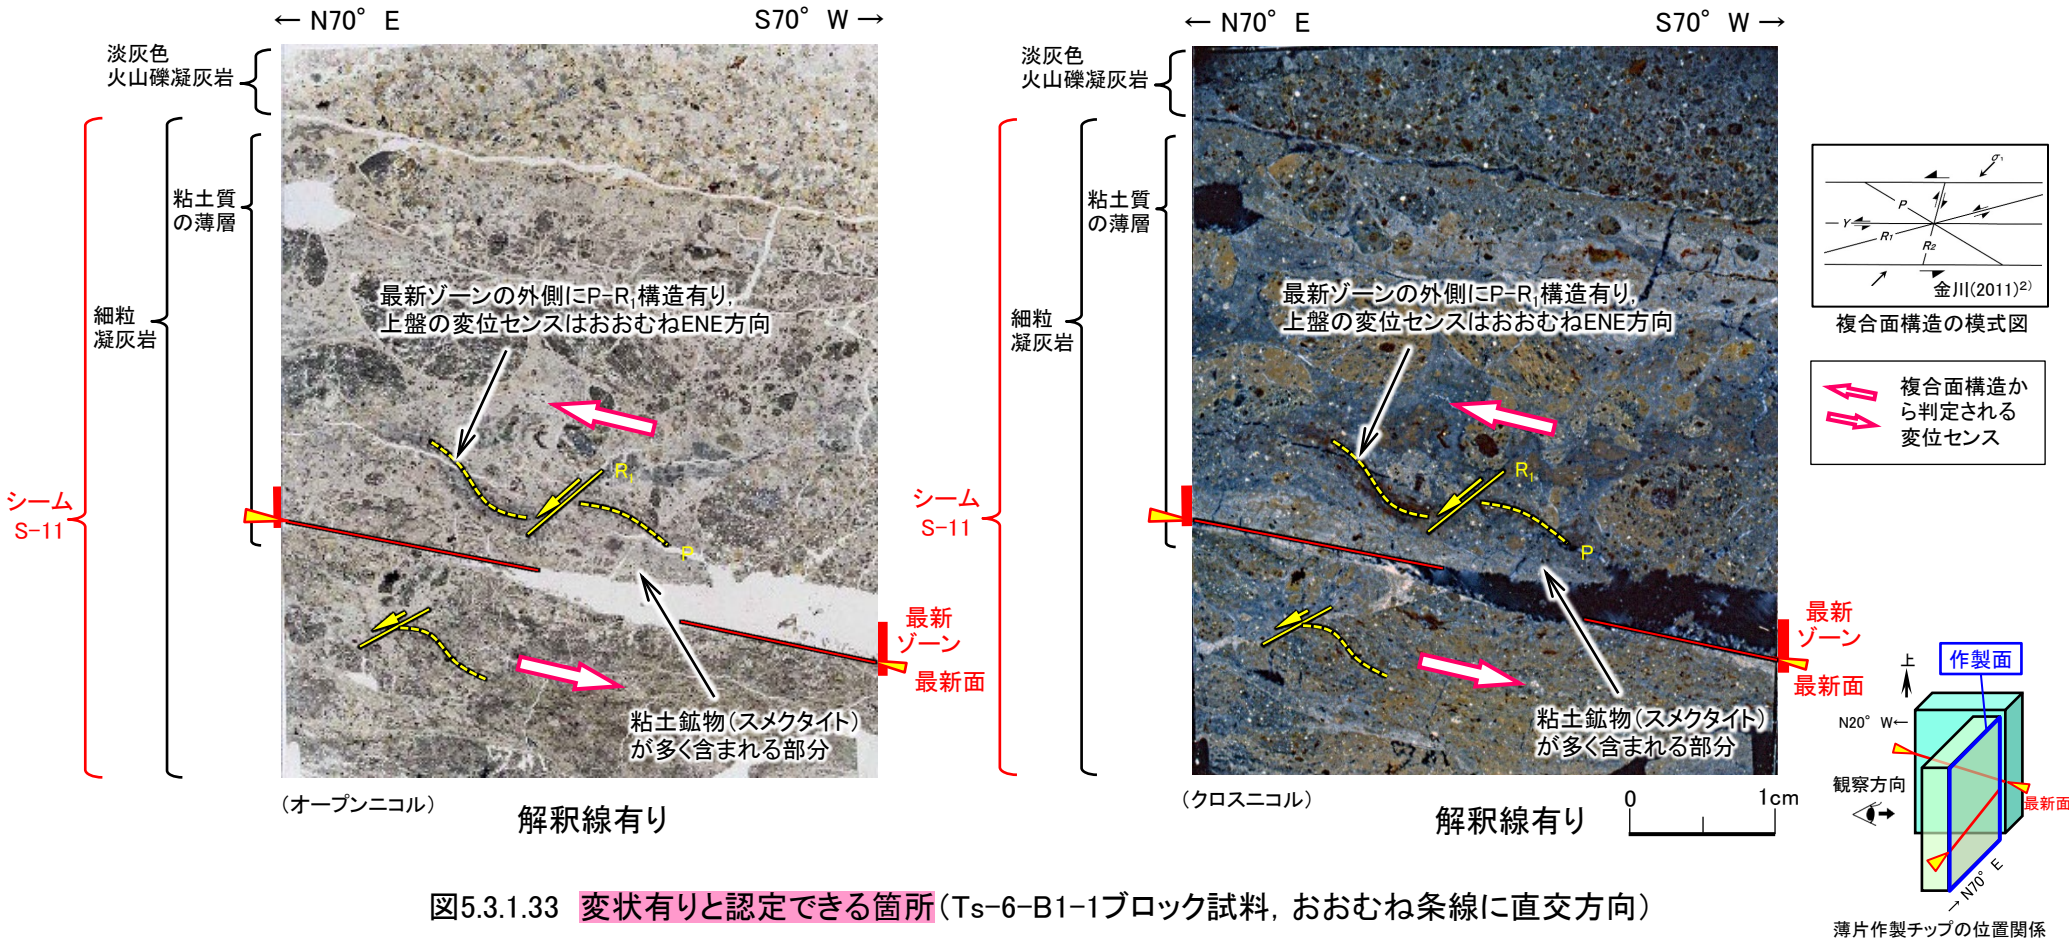 ← N70° E
S70° W →
淡灰色
火山礫凝灰岩
シーム
S-11
細粒
凝灰岩
粘土質
の薄層
最新ゾーンの外側にP-R₁構造有り,
上盤の変位センスはおおむねENE方向
R₁
P
粘土鉱物(スメクタイト)
が多く含まれる部分
最新
ゾーン
最新面
(オープンニコル)
解釈線有り
← N70° E
S70° W →
淡灰色
火山礫凝灰岩
シーム
S-11
細粒
凝灰岩
粘土質
の薄層
最新ゾーンの外側にP-R₁構造有り,
上盤の変位センスはおおむねENE方向
R₁
P
粘土鉱物(スメクタイト)
が多く含まれる部分
最新
ゾーン
最新面
(クロスニコル)
解釈線有り
0 1cm
σ₁
P
Y
R₁
R₂
金川(2011)²⁾
複合面構造の模式図
複合面構造か
ら判定される
変位センス
上
作製面
N20° W←
観察方向
最新面
→ N70° E
薄片作製チップの位置関係
図5.3.1.33 変状有りと認定できる箇所(Ts-6-B1-1ブロック試料, おおむね条線に直交方向)